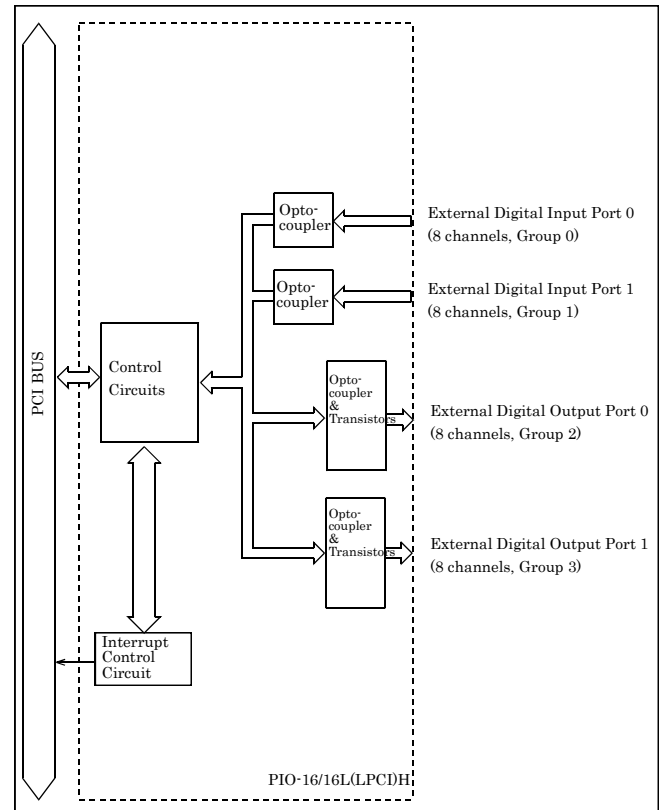 Opto-
coupler
External Digital Input Port 0
(8 channels, Group 0)
Opto-
coupler
External Digital Input Port 1
(8 channels, Group 1)
PCI BUS
Control
Circuits
Opto-
coupler
&
Transistors
External Digital Output Port 0
(8 channels, Group 2)
Opto-
coupler
&
Transistors
External Digital Output Port 1
(8 channels, Group 3)
Interrupt
Control
Circuit
PIO-16/16L(LPCI)H